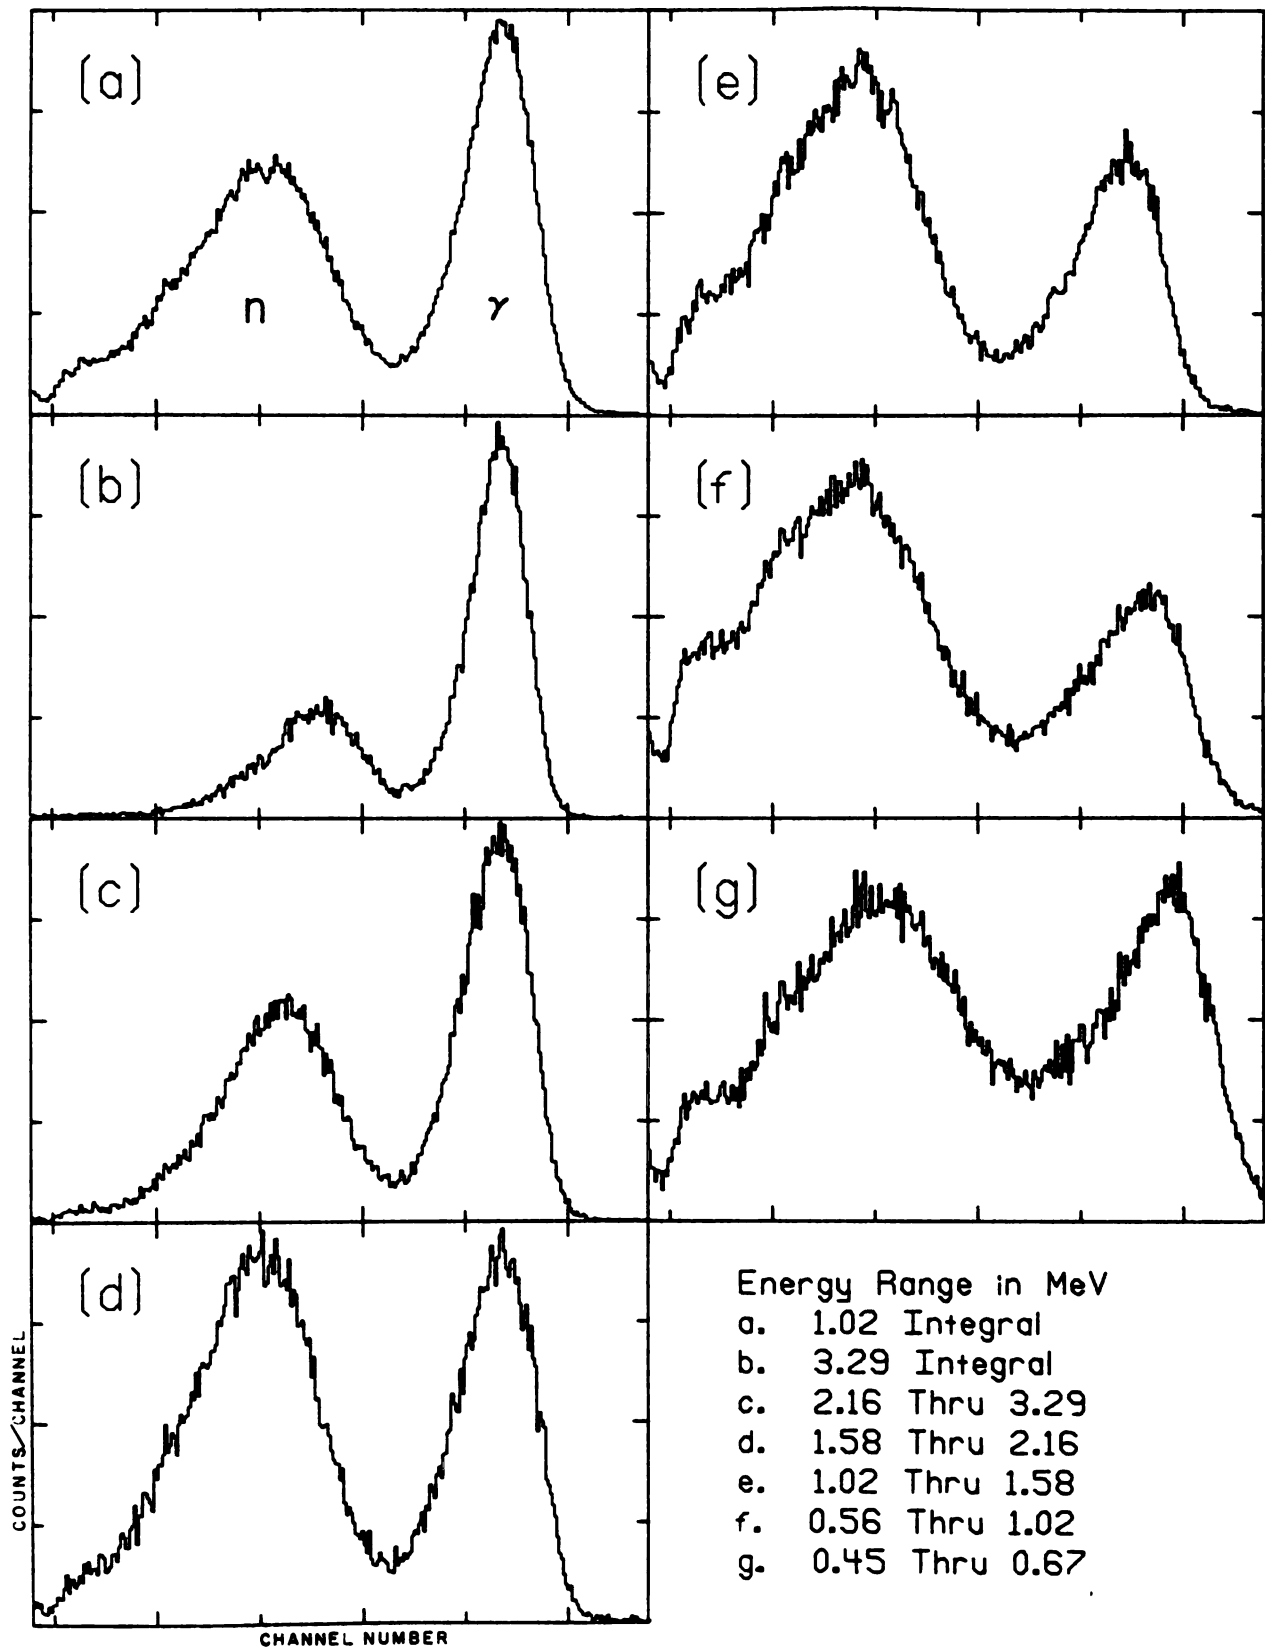 (a)
n
γ
(b)
(c)
(d)
(e)
(f)
(g)
Energy Range in MeV
a. 1.02 Integral
b. 3.29 Integral
c. 2.16 Thru 3.29
d. 1.58 Thru 2.16
e. 1.02 Thru 1.58
f. 0.56 Thru 1.02
g. 0.45 Thru 0.67
COUNTS/CHANNEL
CHANNEL NUMBER